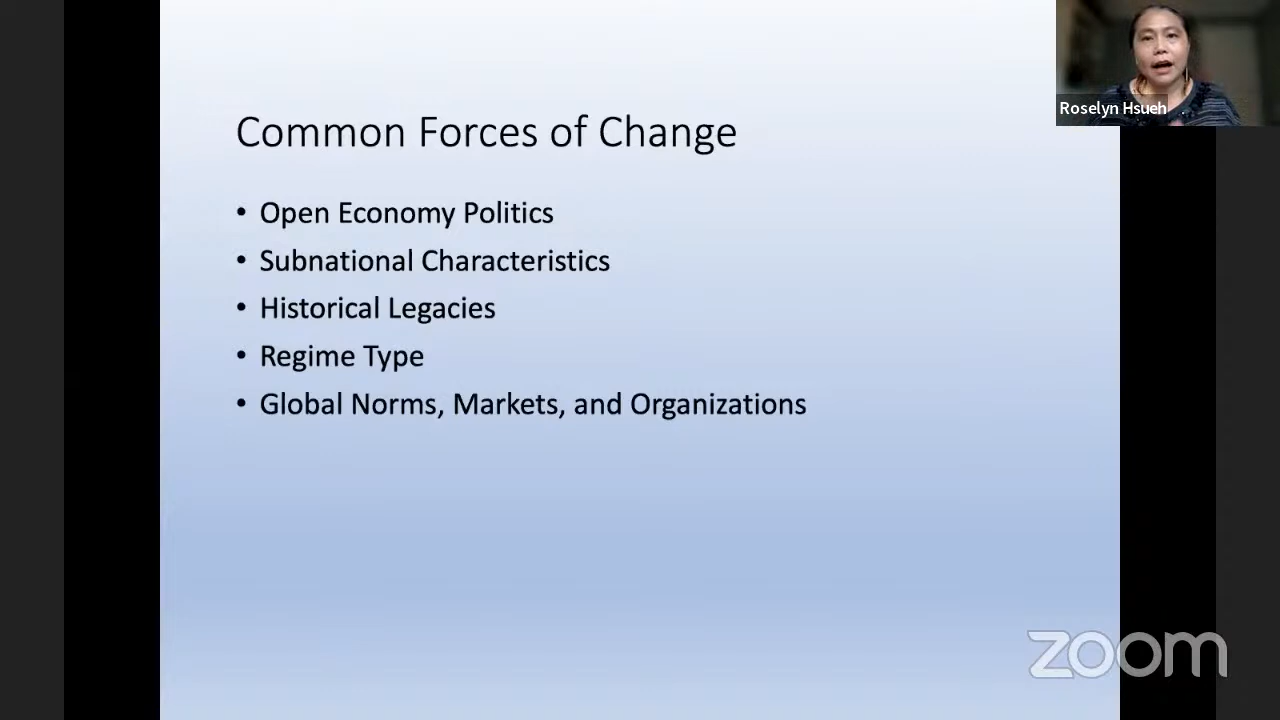 Roselyn Hsueh
Common Forces of Change
• Open Economy Politics
• Subnational Characteristics
• Historical Legacies
• Regime Type
• Global Norms, Markets, and Organizations
zoom